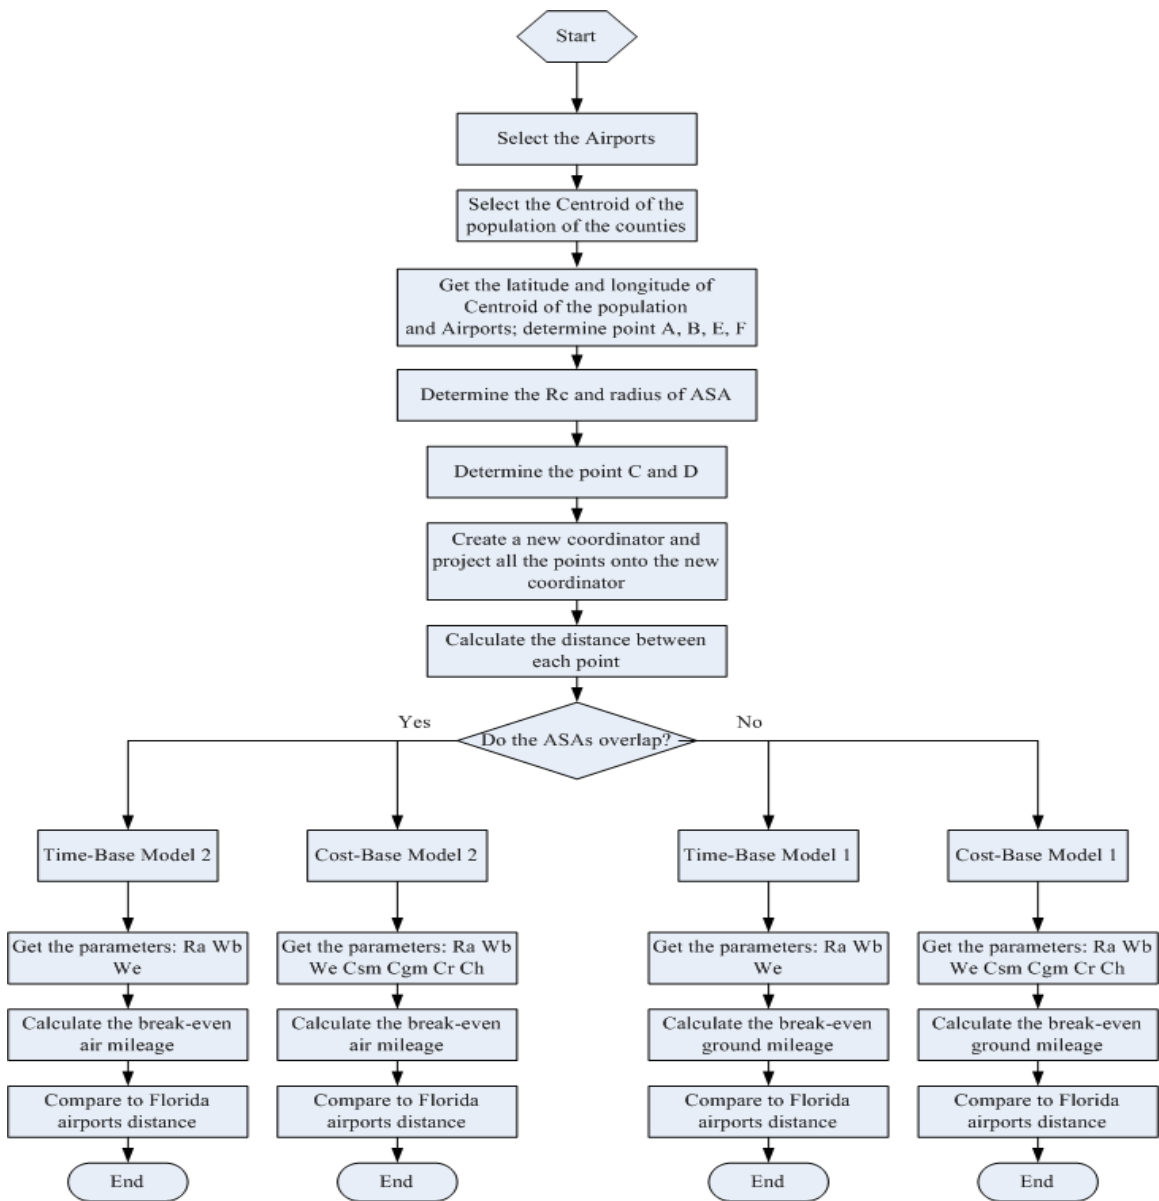 Start
Select the Airports
Select the Centroid of the
population of the counties
Get the latitude and longitude of
Centroid of the population
and Airports; determine point A, B, E, F
Determine the Rc and radius of ASA
Determine the point C and D
Create a new coordinator and
project all the points onto the new
coordinator
Calculate the distance between
each point
Yes
No
Do the ASAs overlap?
Time-Base Model 2
Cost-Base Model 2
Time-Base Model 1
Cost-Base Model 1
Get the parameters: Ra Wb
We
Get the parameters: Ra Wb
We Csm Cgm Cr Ch
Get the parameters: Ra Wb
We
Get the parameters: Ra Wb
We Csm Cgm Cr Ch
Calculate the break-even
air mileage
Calculate the break-even
air mileage
Calculate the break-even
ground mileage
Calculate the break-even
ground mileage
Compare to Florida
airports distance
Compare to Florida
airports distance
Compare to Florida
airports distance
Compare to Florida
airports distance
End
End
End
End